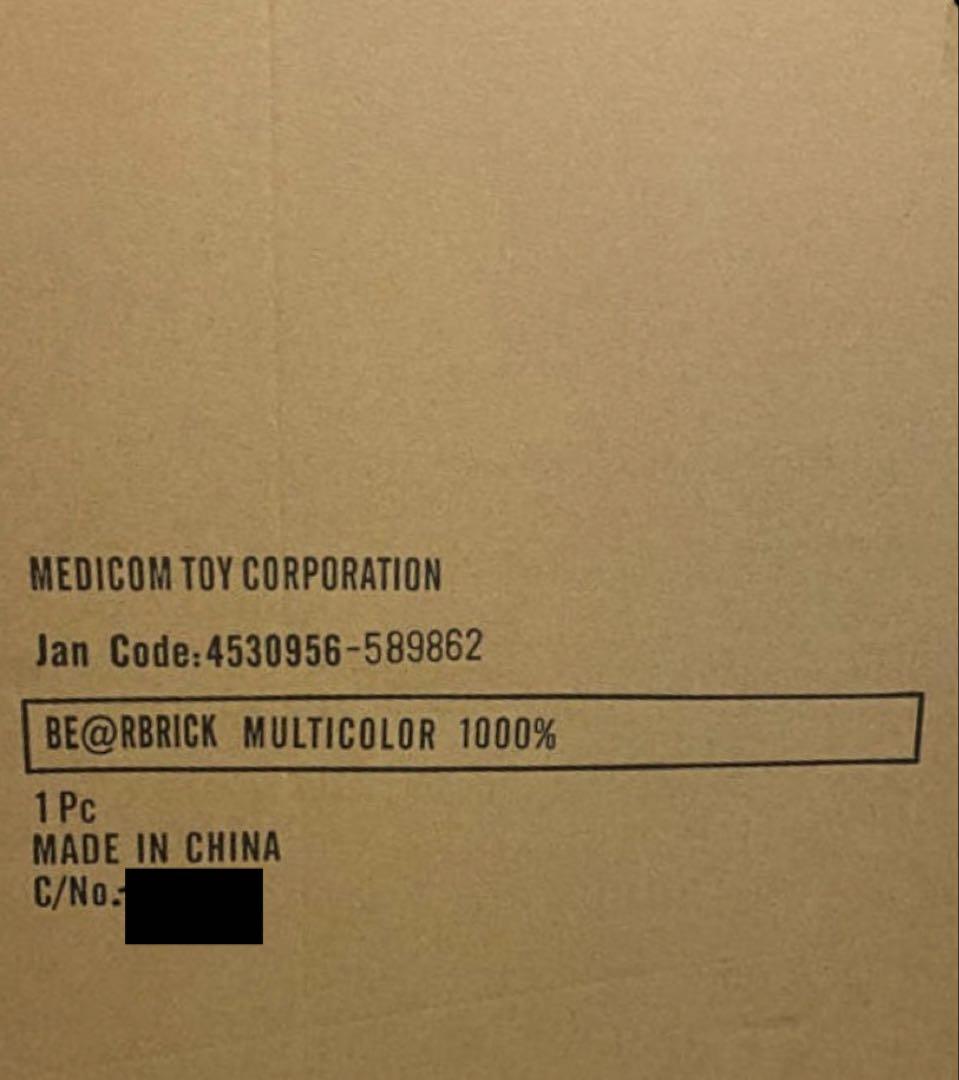 MEDICOM TOY CORPORATION
Jan Code:4530956-589862
BE@RBRICK MULTICOLOR 1000%
1 Pc
MADE IN CHINA
C/No.: